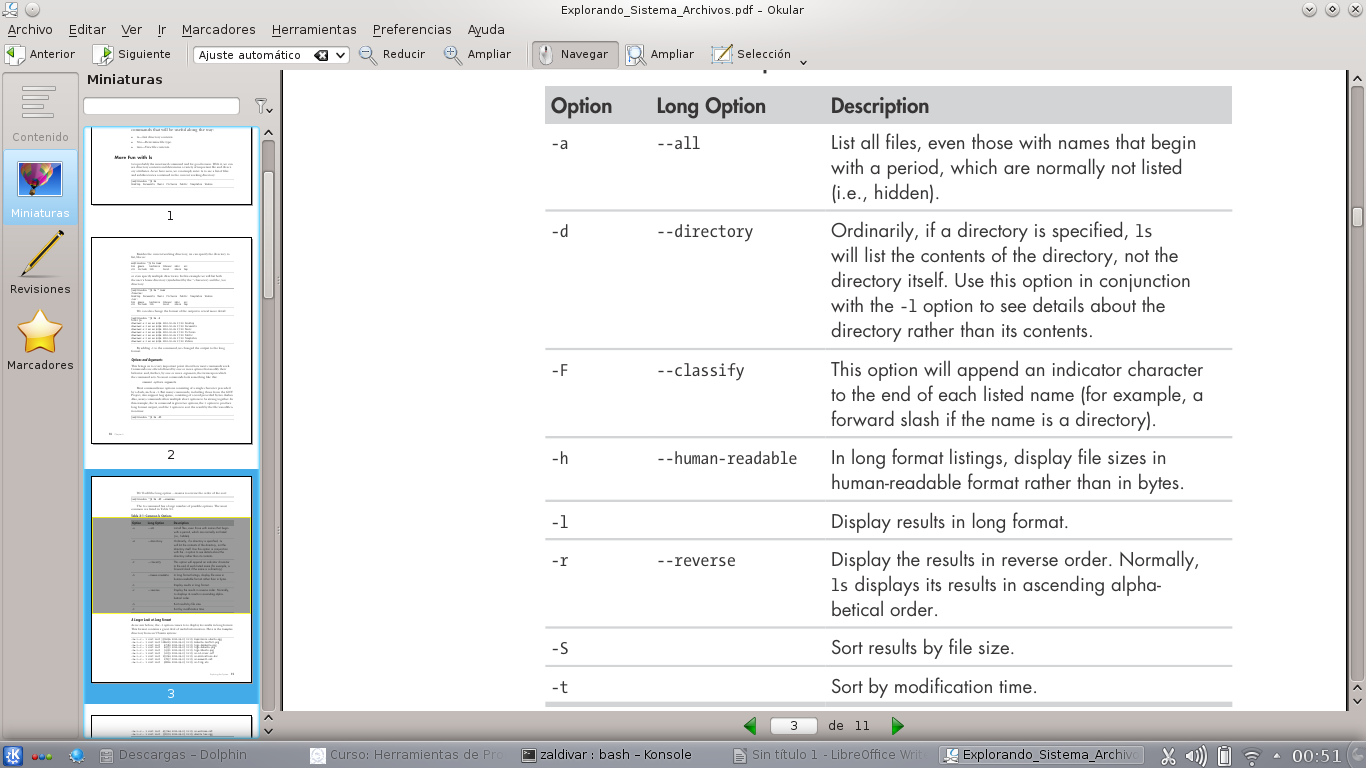 Explorando_Sistema_Archivos.pdf – Okular
Archivo Editar Ver Ir Marcadores Herramientas Preferencias Ayuda
Anterior Siguiente Ajuste automático Reducir Ampliar Navegar Ampliar Selección
Miniaturas
Contenido
Miniaturas
Revisiones
Marcadores
More Fun with ls
1
2
3
Option Long Option Description
-a --all List all files, even those with names that begin
with a period, which are normally not listed
(i.e., hidden).
-d --directory Ordinarily, if a directory is specified, ls
will list the contents of the directory, not the
directory itself. Use this option in conjunction
with the -l option to see details about the
directory rather than its contents.
-F --classify This option will append an indicator character
to the end of each listed name (for example, a
forward slash if the name is a directory).
-h --human-readable In long format listings, display file sizes in
human-readable format rather than in bytes.
-l Display results in long format.
-r --reverse Display the results in reverse order. Normally,
ls displays its results in ascending alpha-
betical order.
-S Sort results by file size.
-t Sort by modification time.
3 de 11
Descargas – Dolphin Curso: Herramientas de Pro zaldivar : bash – Konsole Sin título 1 - LibreOffice Write Explorando_Sistema_Archivo 00:51